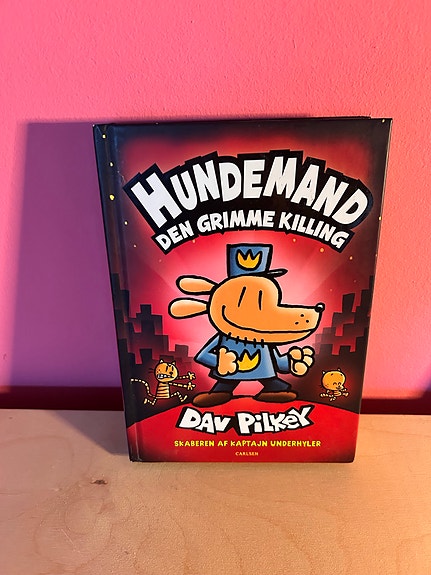 HUNDEMAND
DEN GRIMME KILLING
DAV PILKEY
SKABEREN AF KAPTAJN UNDERHYLER
CARLSEN